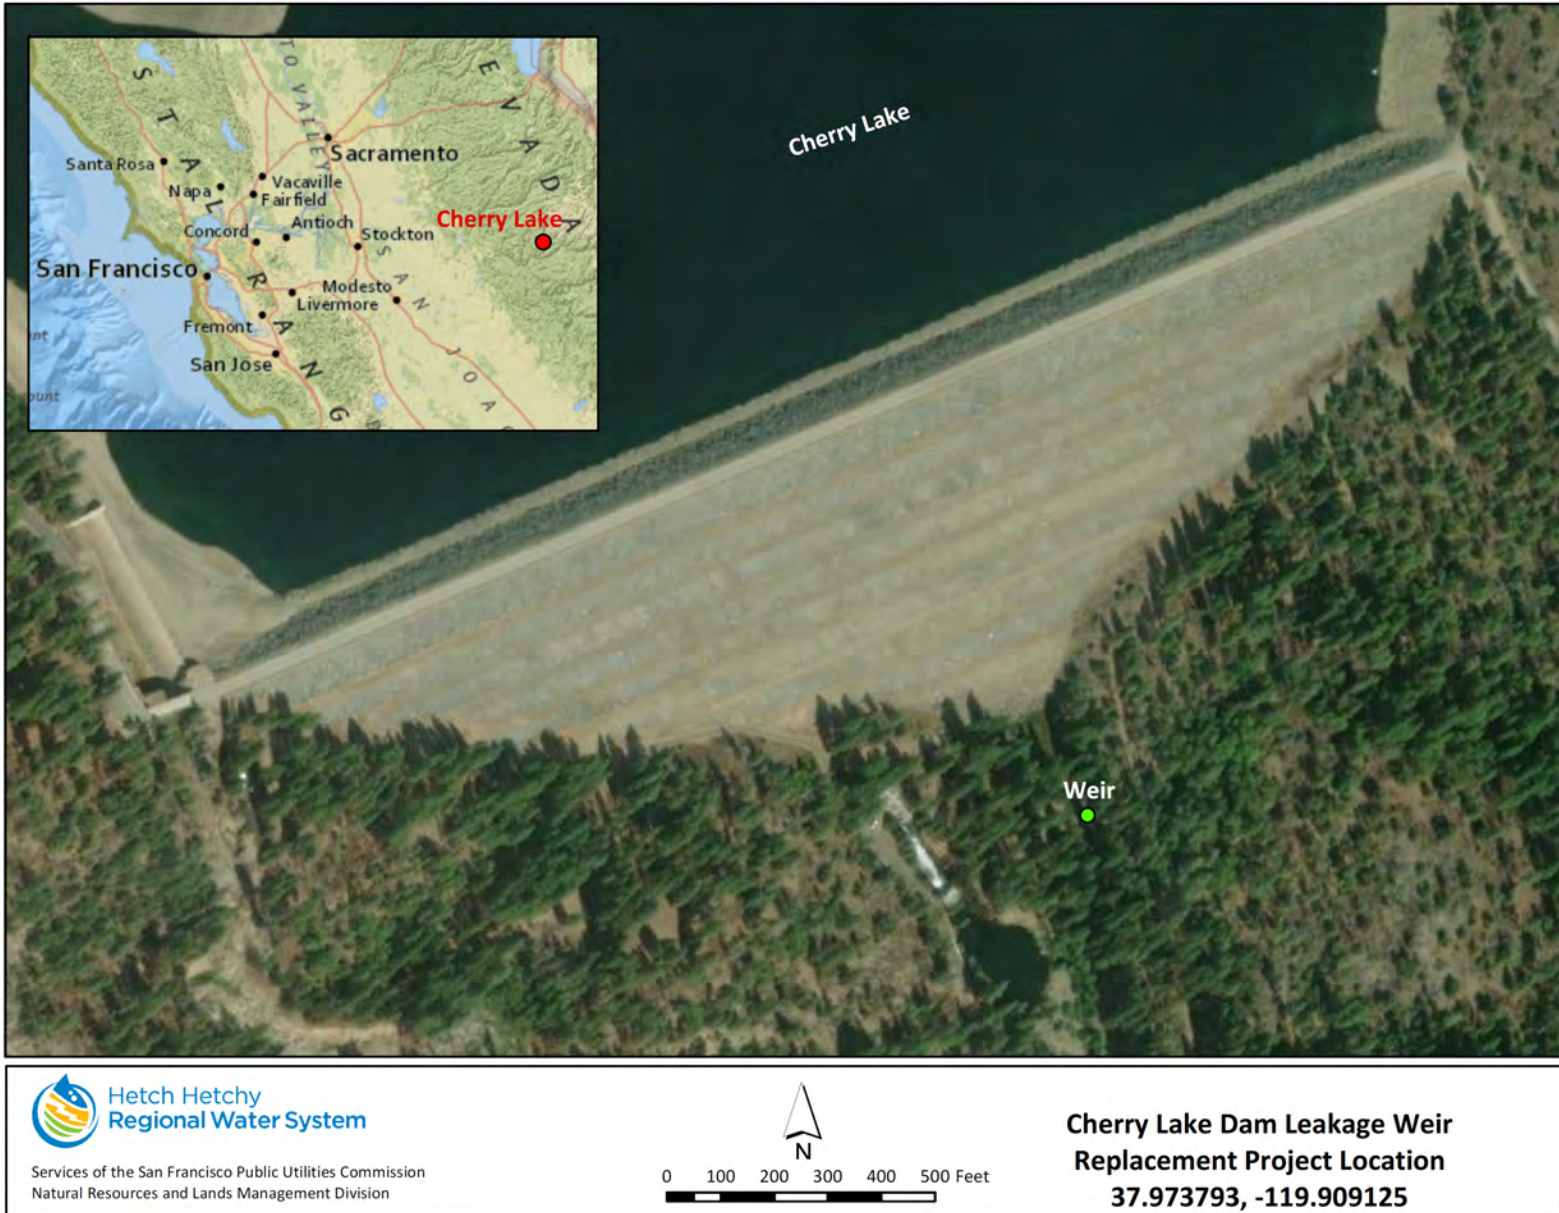 Cherry Lake
S T A L R A N G
T O V A L L E Y
E V A D A
Santa Rosa
Sacramento
Napa
Vacaville
Fairfield
Cherry Lake
Concord
Antioch
Stockton
San Francisco
S A N J O A
Modesto
Livermore
Fremont
San Jose
D
unt
ount
Weir
Hetch Hetchy
Regional Water System
Services of the San Francisco Public Utilities Commission
Natural Resources and Lands Management Division
N
0 100 200 300 400 500 Feet
Cherry Lake Dam Leakage Weir
Replacement Project Location
37.973793, -119.909125